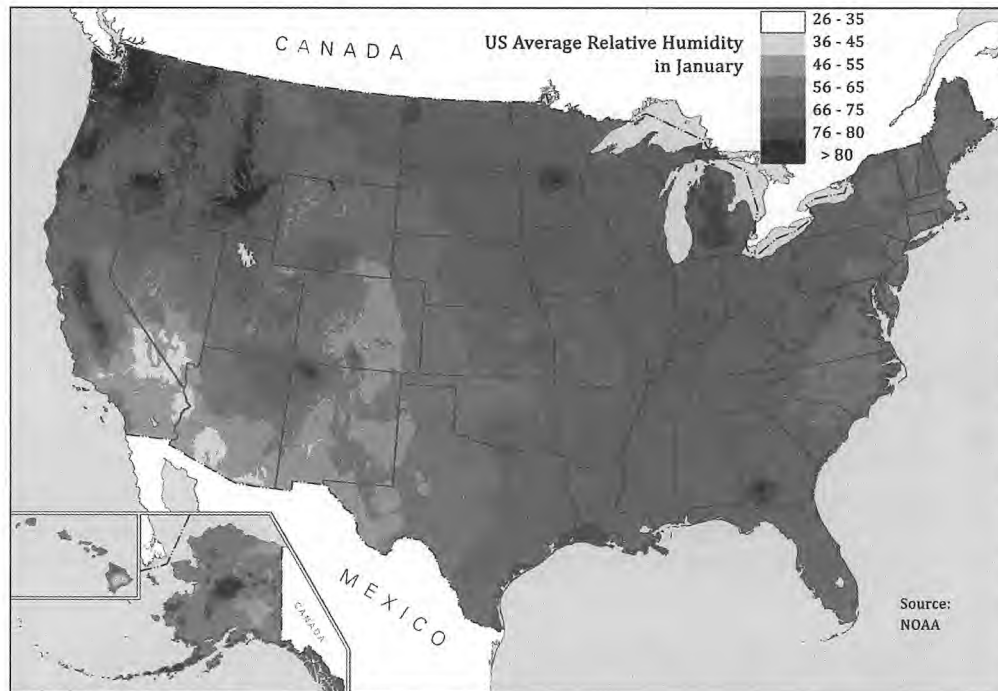 CANADA
US Average Relative Humidity
in January
26 - 35
36 - 45
46 - 55
56 - 65
66 - 75
76 - 80
> 80
MEXICO
CANADA
Source:
NOAA